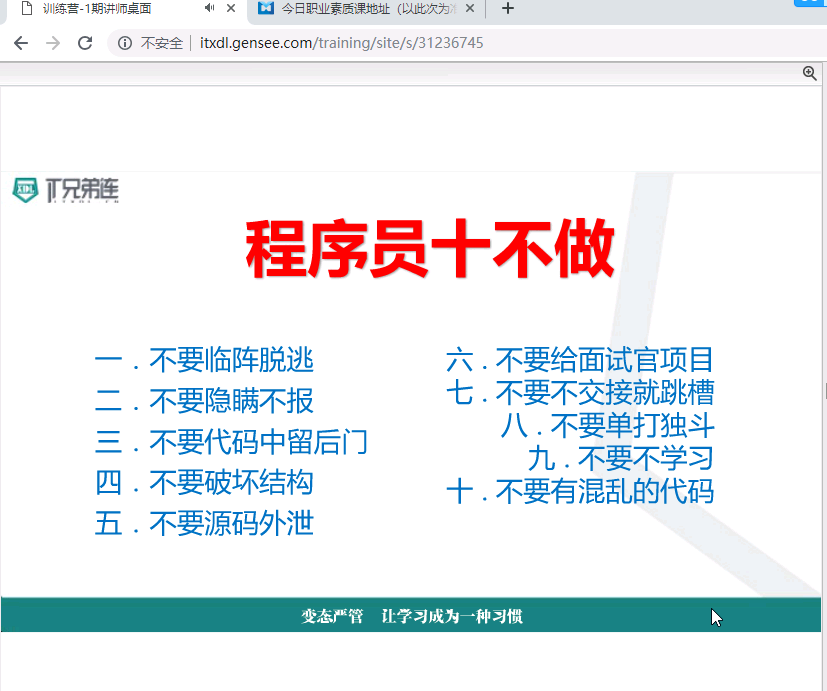 训练营-1期讲师桌面
今日职业素质课地址（以此次为
不安全
itxdl.gensee.com/training/site/s/31236745
XDL
IT兄弟连
程序员十不做
一．不要临阵脱逃
二．不要隐瞒不报
三．不要代码中留后门
四．不要破坏结构
五．不要源码外泄
六．不要给面试官项目
七．不要不交接就跳槽
八．不要单打独斗
九．不要不学习
十．不要有混乱的代码
变态严管 让学习成为一种习惯